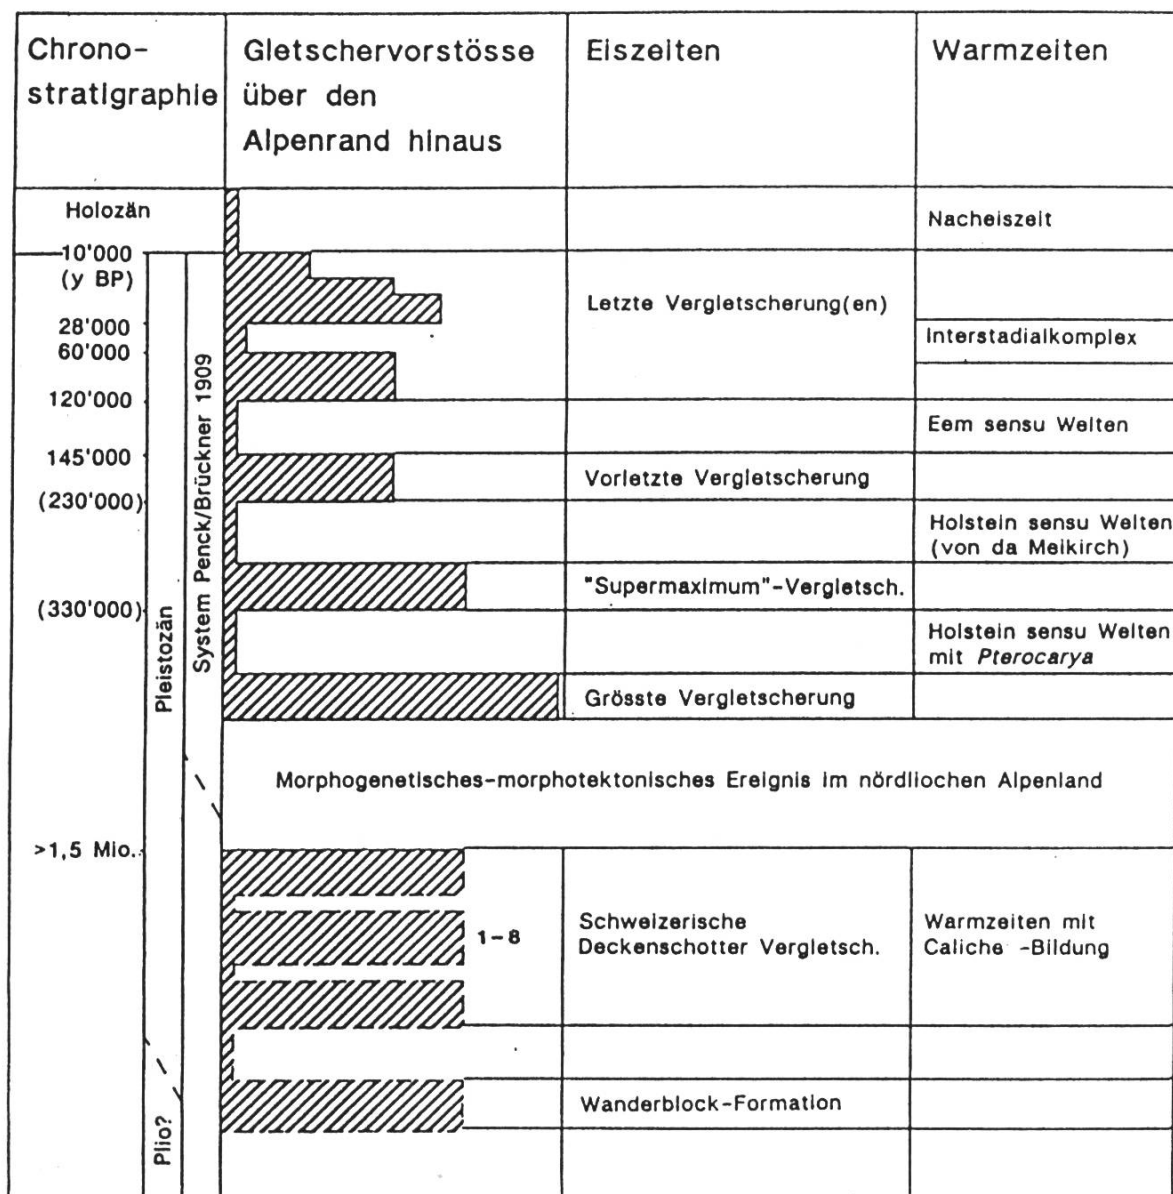 Chrono-
stratigraphie
Gletschervorstösse
über den
Alpenrand hinaus
Eiszeiten
Warmzeiten
Holozän
Nacheiszeit
10'000
(y BP)
Letzte Vergletscherung(en)
28'000
Interstadialkomplex
60'000
120'000
Eem sensu Welten
145'000
Vorletzte Vergletscherung
(230'000)
Holstein sensu Welten
(von da Meikirch)
"Supermaximum"-Vergletsch.
(330'000)
Holstein sensu Welten
mit Pterocarya
Grösste Vergletscherung
Pleistozän
System Penck/Brückner 1909
Morphogenetisches-morphotektonisches Ereignis im nördliochen Alpenland
>1,5 Mio.
1-8
Schweizerische
Deckenschotter Vergletsch.
Warmzeiten mit
Caliche -Bildung
Wanderblock-Formation
Plio?